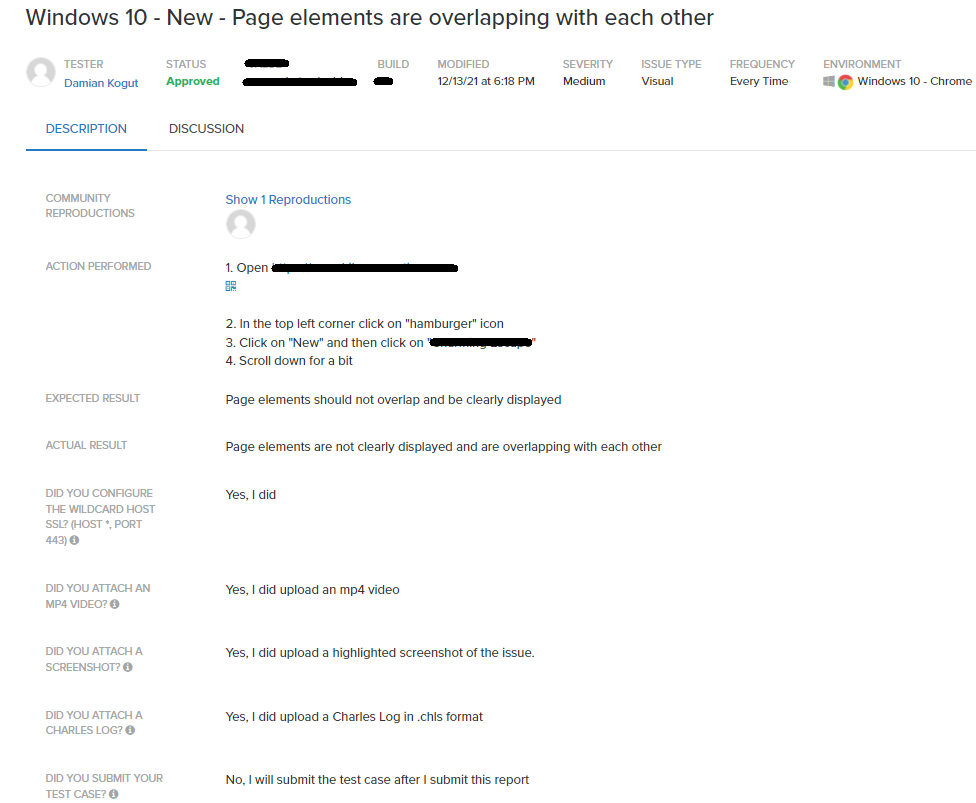 Windows 10 - New - Page elements are overlapping with each other
TESTER
Damian Kogut
STATUS
Approved
BUILD
MODIFIED
12/13/21 at 6:18 PM
SEVERITY
Medium
ISSUE TYPE
Visual
FREQUENCY
Every Time
ENVIRONMENT
Windows 10 - Chrome
DESCRIPTION
DISCUSSION
COMMUNITY
REPRODUCTIONS
Show 1 Reproductions
ACTION PERFORMED
1. Open
2. In the top left corner click on "hamburger" icon
3. Click on "New" and then click on " "
4. Scroll down for a bit
EXPECTED RESULT
Page elements should not overlap and be clearly displayed
ACTUAL RESULT
Page elements are not clearly displayed and are overlapping with each other
DID YOU CONFIGURE
THE WILDCARD HOST
SSL? (HOST *, PORT
443)
Yes, I did
DID YOU ATTACH AN
MP4 VIDEO?
Yes, I did upload an mp4 video
DID YOU ATTACH A
SCREENSHOT?
Yes, I did upload a highlighted screenshot of the issue.
DID YOU ATTACH A
CHARLES LOG?
Yes, I did upload a Charles Log in .chls format
DID YOU SUBMIT YOUR
TEST CASE?
No, I will submit the test case after I submit this report